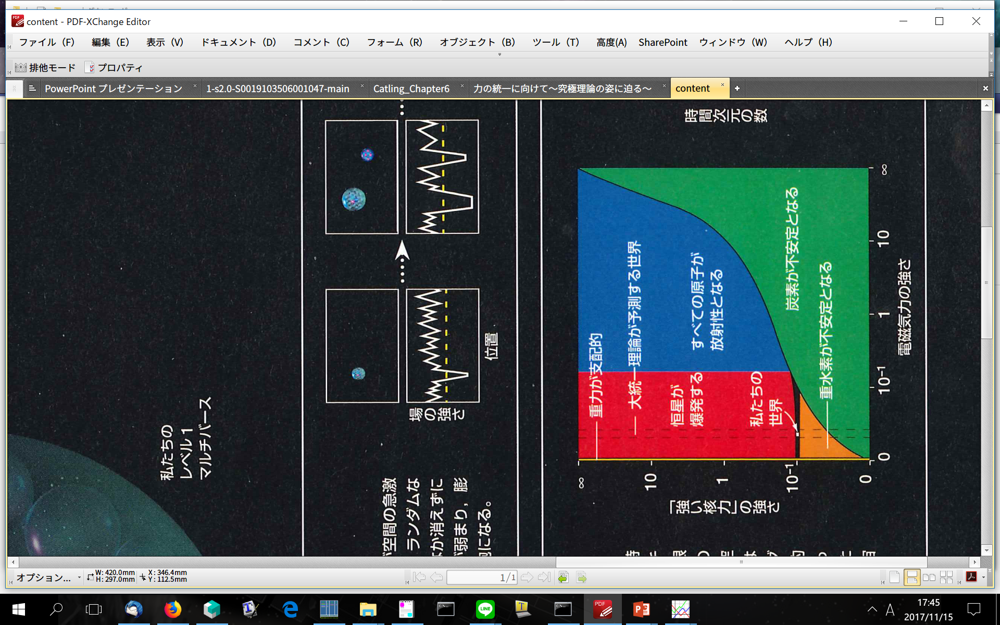 content - PDF-XChange Editor
ファイル（F） 編集（E） 表示（V） ドキュメント（D） コメント（C） フォーム（R） オブジェクト（B） ツール（T） 高度(A) SharePoint ウィンドウ（W） ヘルプ（H）
排他モード プロパティ
PowerPoint プレゼンテーション 1-s2.0-S0019103506001047-main Catling_Chapter6 力の統一に向けて～究極理論の姿に迫る～ content
私たちの
レベル 1
マルチバース
空間の急激
ランダムな
か消えずに
が弱まり，膨
になる。
場の強さ
位置
時間次元の数
「強い核力」の強さ
∞
10
1
10⁻¹
0
重力が支配的
大統一理論が予測する世界
恒星が
爆発する
すべての原子が
放射性となる
私たちの
世界
炭素が不安定となる
重水素が不安定となる
0
10⁻¹
1
10
∞
電磁気力の強さ
オプション...
W: 420.0mm
H: 297.0mm
X: 346.4mm
Y: 112.5mm
1/1
PDF
LINE
A
17:45
2017/11/15